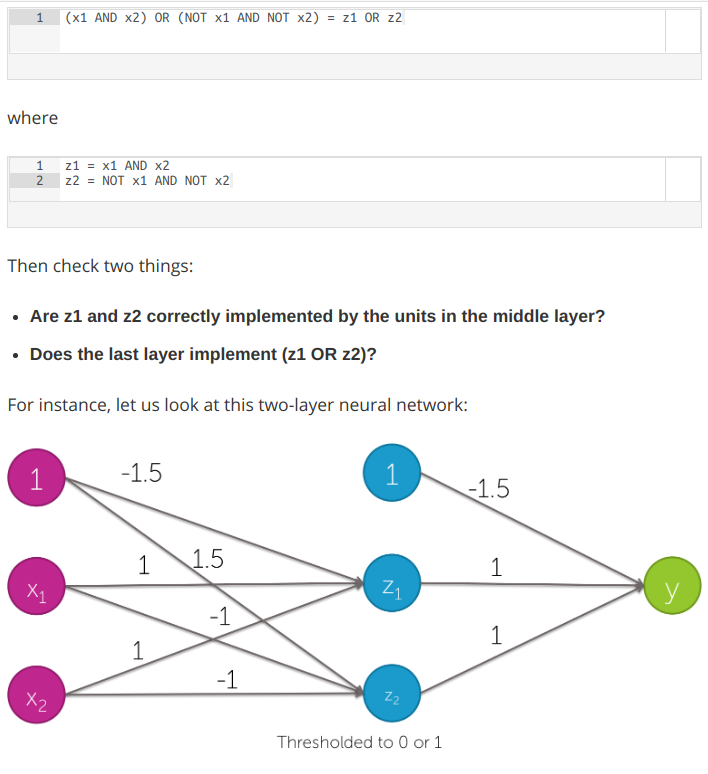 1 (x1 AND x2) OR (NOT x1 AND NOT x2) = z1 OR z2
where
1 z1 = x1 AND x2
2 z2 = NOT x1 AND NOT x2
Then check two things:
• Are z1 and z2 correctly implemented by the units in the middle layer?
• Does the last layer implement (z1 OR z2)?
For instance, let us look at this two-layer neural network:
1 -1.5 1 -1.5
1 1.5 1
x₁ z₁ y
-1
1 1
-1
x₂ z₂
Thresholded to 0 or 1